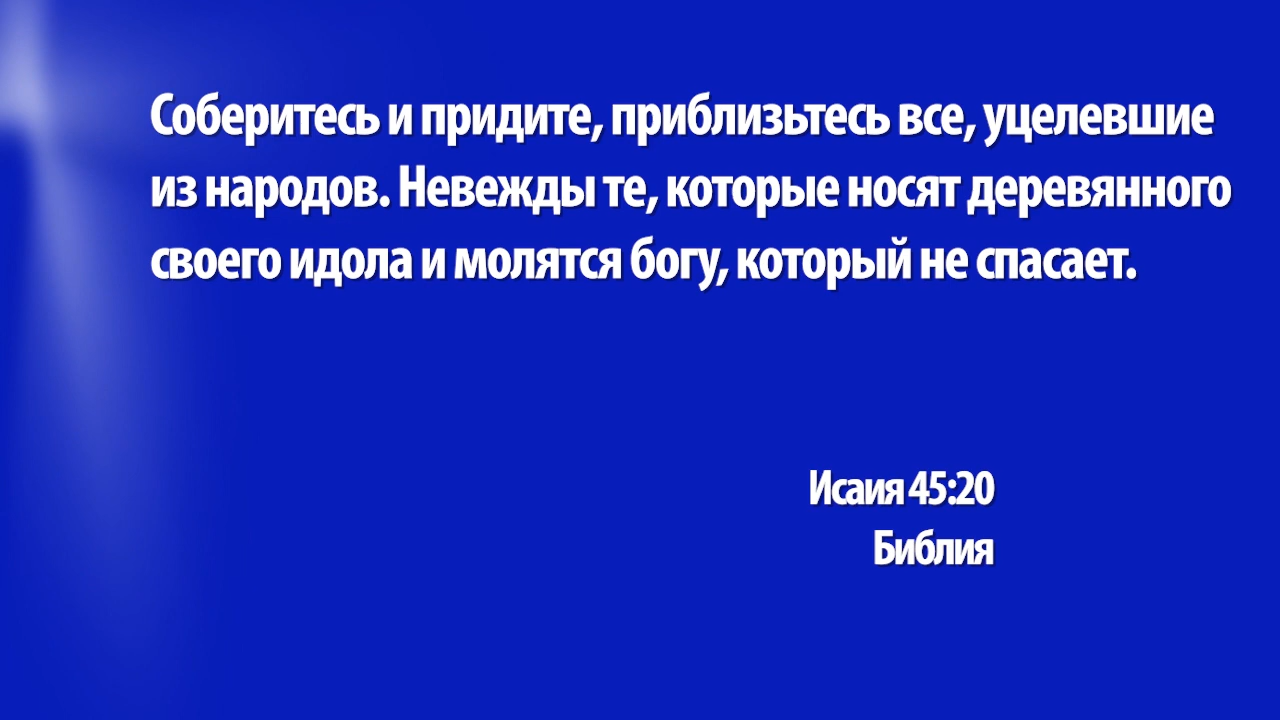 Соберитесь и придите, приблизьтесь все, уцелевшие
из народов. Невежды те, которые носят деревянного
своего идола и молятся богу, который не спасает.
Исаия 45:20
Библия